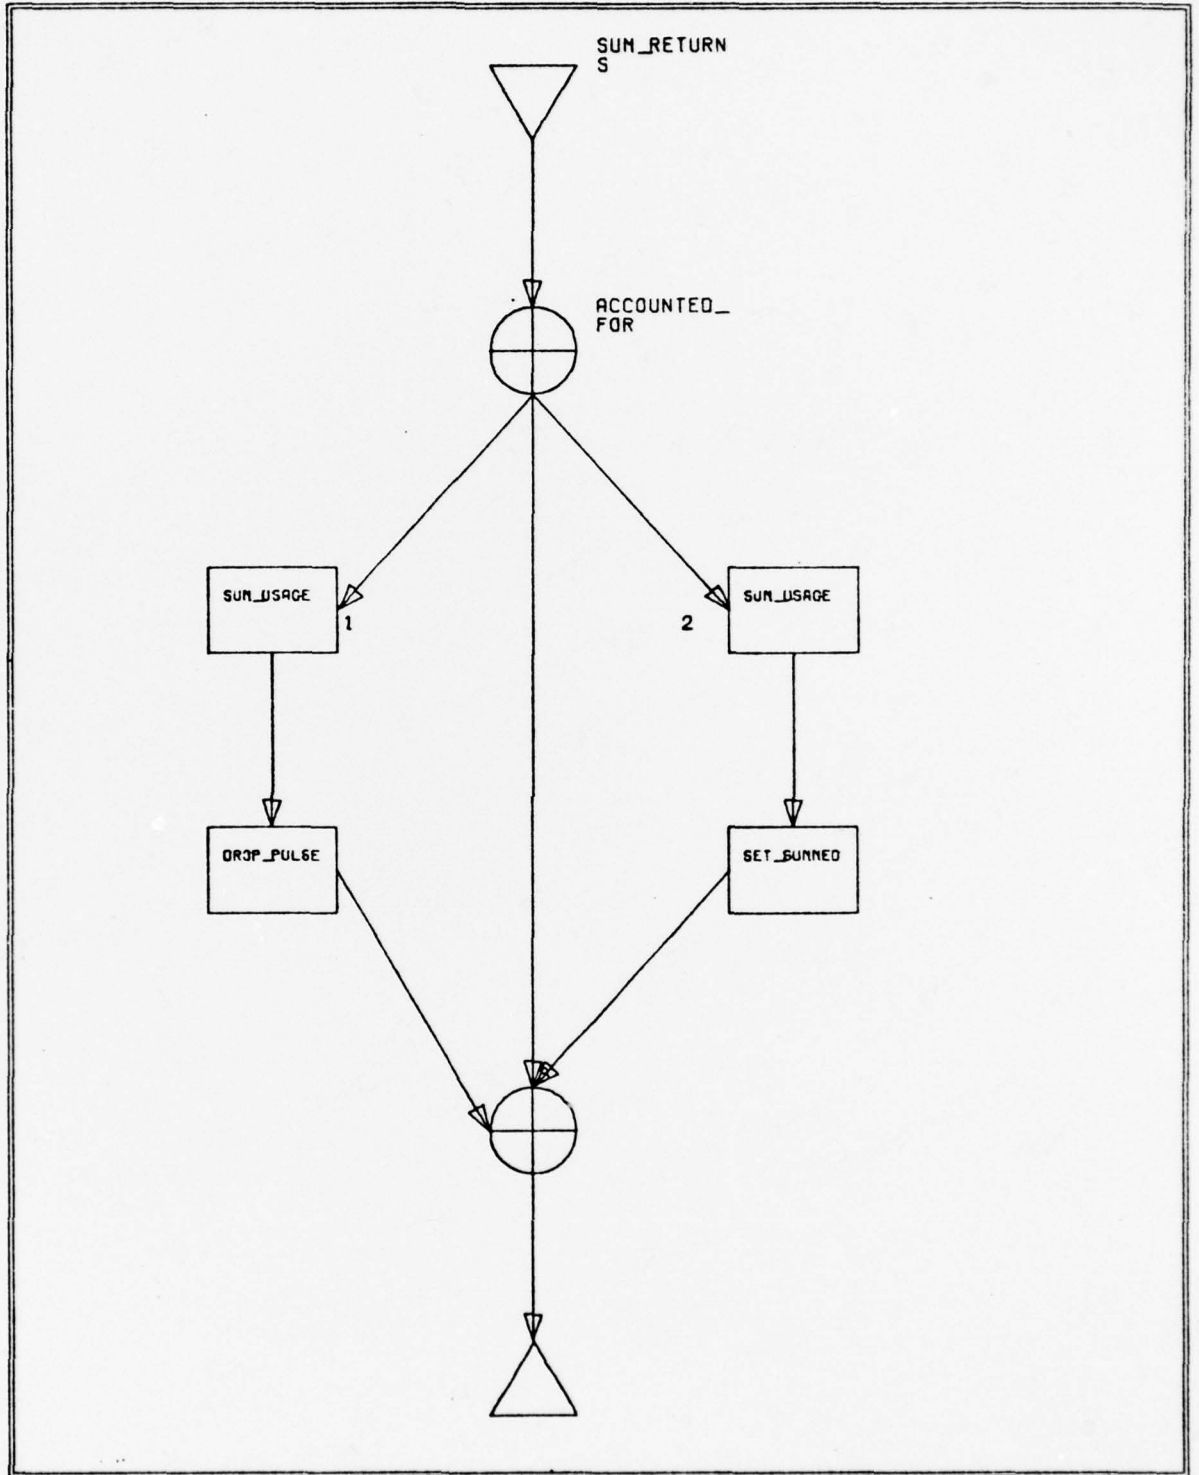 SUM_RETURN
S
ACCOUNTED_
FOR
SUM_USAGE
1
2
SUM_USAGE
DROP_PULSE
SET_SUMMED